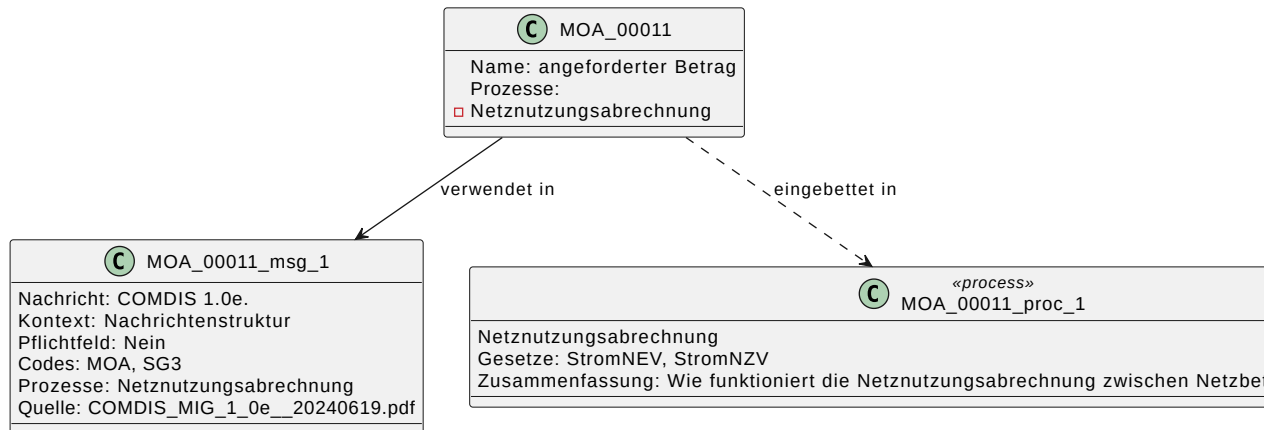 C MOA_00011
Name: angeforderter Betrag
Prozesse:
Netznutzungsabrechnung
verwendet in
eingebettet in
C MOA_00011_msg_1
Nachricht: COMDIS 1.0e.
Kontext: Nachrichtenstruktur
Pflichtfeld: Nein
Codes: MOA, SG3
Prozesse: Netznutzungsabrechnung
Quelle: COMDIS_MIG_1_0e__20240619.pdf
«process»
C MOA_00011_proc_1
Netznutzungsabrechnung
Gesetze: StromNEV, StromNZV
Zusammenfassung: Wie funktioniert die Netznutzungsabrechnung zwischen